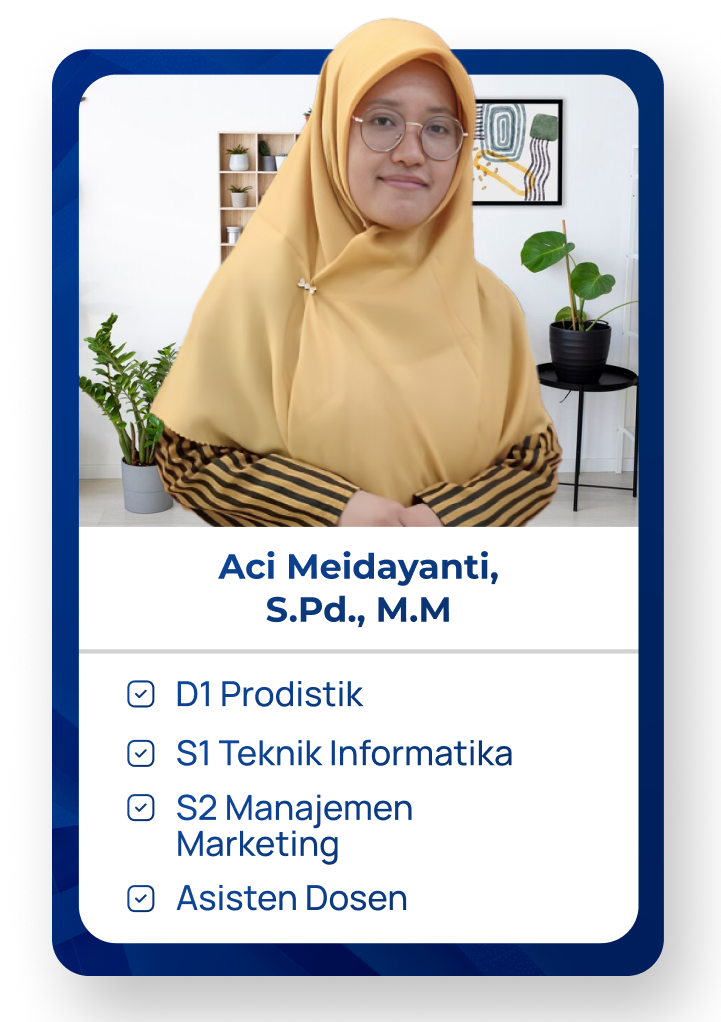 Aci Meidayanti,
S.Pd., M.M
D1 Prodistik
S1 Teknik Informatika
S2 Manajemen
Marketing
Asisten Dosen